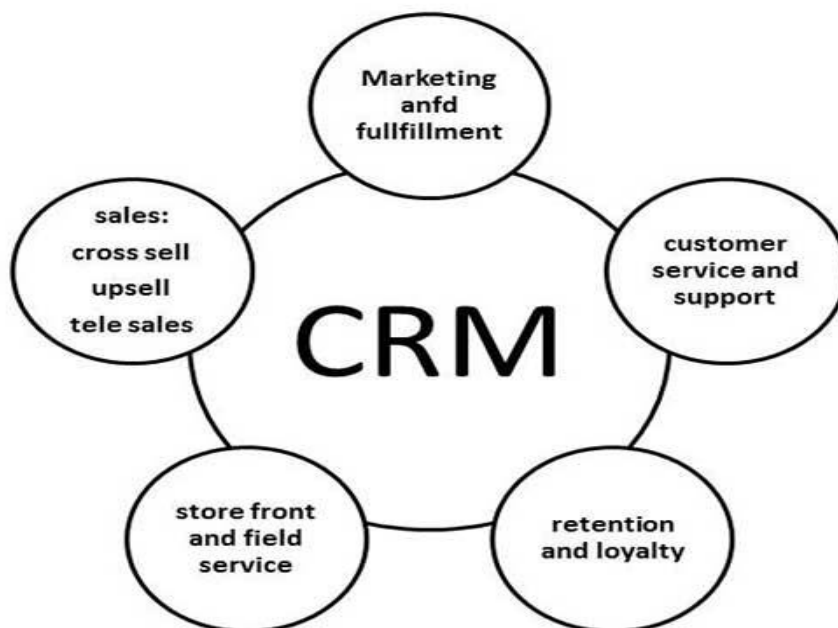 Marketing
anfd
fullfillment
sales:
cross sell
upsell
tele sales
customer
service and
support
CRM
store front
and field
service
retention
and loyalty